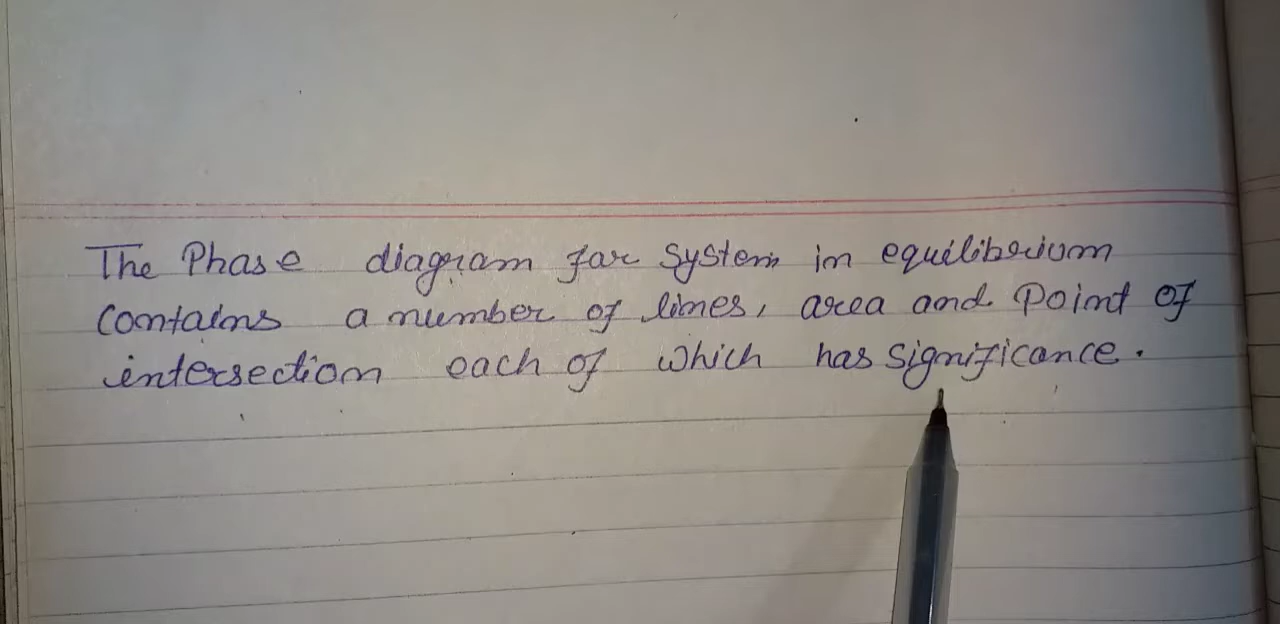 The Phase diagram for System in equilibrium
Contains a number of lines, area and Point of
intersection each of which has significance.